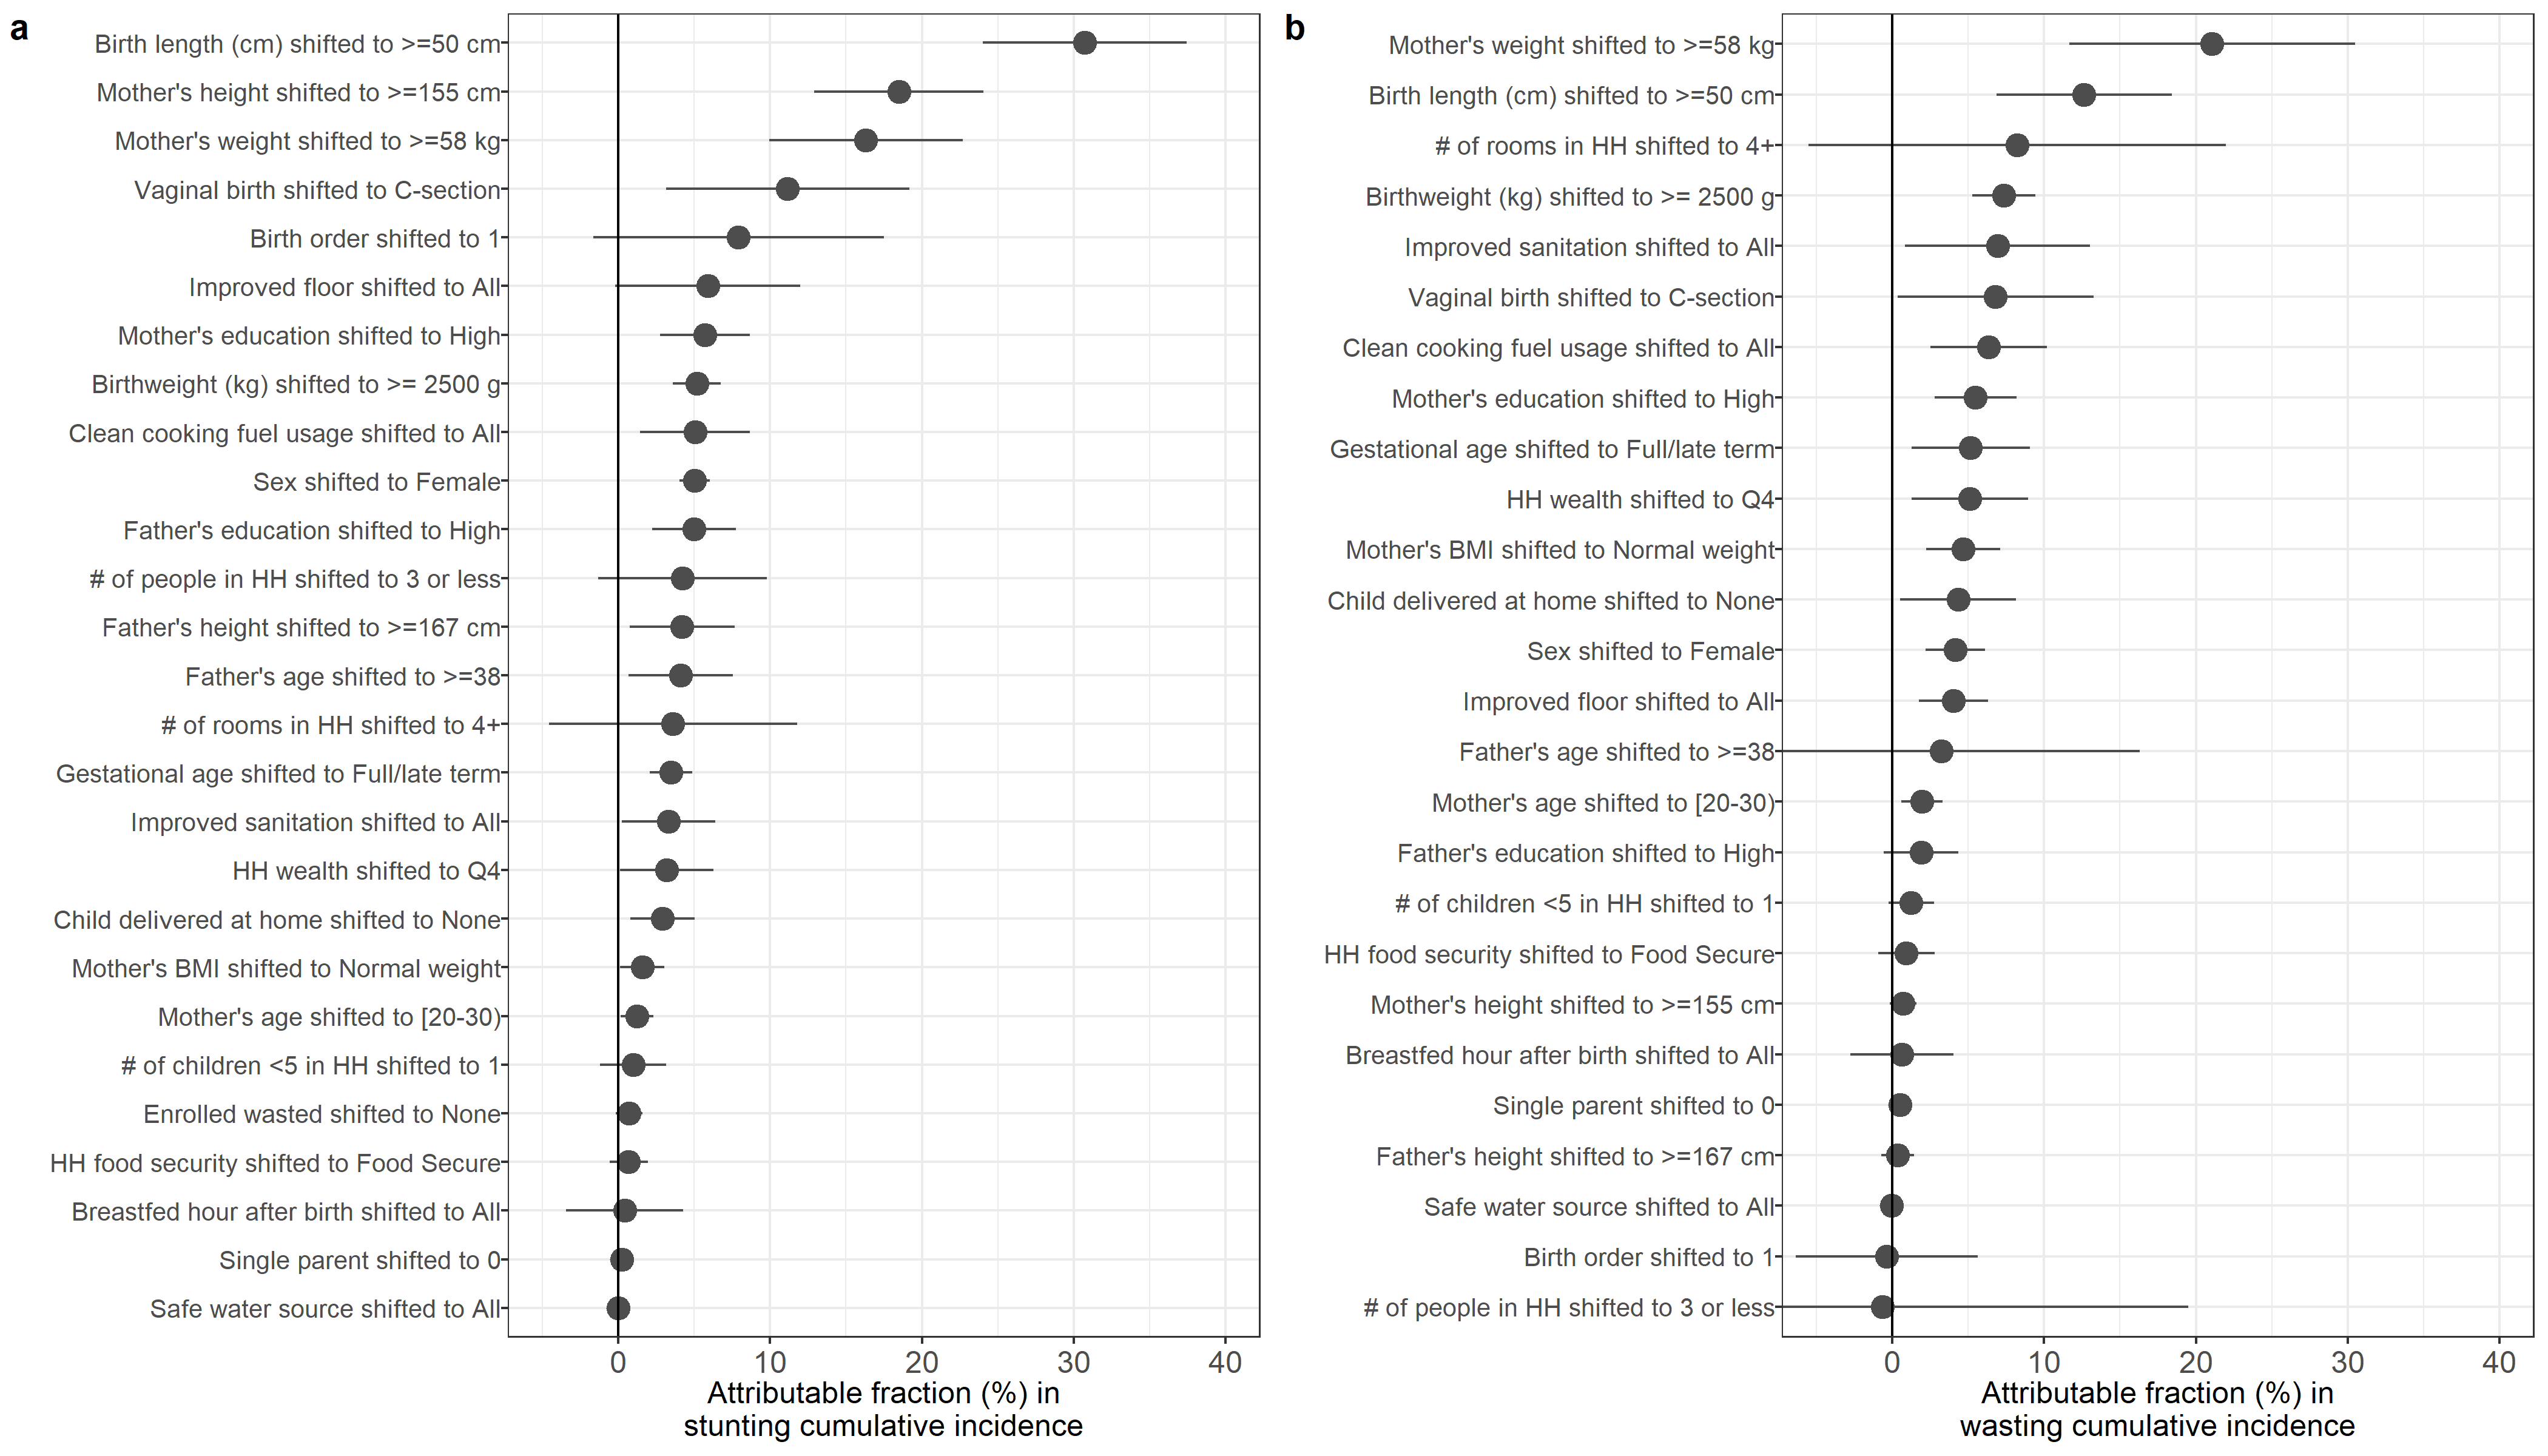 a
Birth length (cm) shifted to >=50 cm
Mother's height shifted to >=155 cm
Mother's weight shifted to >=58 kg
Vaginal birth shifted to C-section
Birth order shifted to 1
Improved floor shifted to All
Mother's education shifted to High
Birthweight (kg) shifted to >= 2500 g
Clean cooking fuel usage shifted to All
Sex shifted to Female
Father's education shifted to High
# of people in HH shifted to 3 or less
Father's height shifted to >=167 cm
Father's age shifted to >=38
# of rooms in HH shifted to 4+
Gestational age shifted to Full/late term
Improved sanitation shifted to All
HH wealth shifted to Q4
Child delivered at home shifted to None
Mother's BMI shifted to Normal weight
Mother's age shifted to [20-30)
# of children <5 in HH shifted to 1
Enrolled wasted shifted to None
HH food security shifted to Food Secure
Breastfed hour after birth shifted to All
Single parent shifted to 0
Safe water source shifted to All
0 10 20 30 40
Attributable fraction (%) in
stunting cumulative incidence
b
Mother's weight shifted to >=58 kg
Birth length (cm) shifted to >=50 cm
# of rooms in HH shifted to 4+
Birthweight (kg) shifted to >= 2500 g
Improved sanitation shifted to All
Vaginal birth shifted to C-section
Clean cooking fuel usage shifted to All
Mother's education shifted to High
Gestational age shifted to Full/late term
HH wealth shifted to Q4
Mother's BMI shifted to Normal weight
Child delivered at home shifted to None
Sex shifted to Female
Improved floor shifted to All
Father's age shifted to >=38
Mother's age shifted to [20-30)
Father's education shifted to High
# of children <5 in HH shifted to 1
HH food security shifted to Food Secure
Mother's height shifted to >=155 cm
Breastfed hour after birth shifted to All
Single parent shifted to 0
Father's height shifted to >=167 cm
Safe water source shifted to All
Birth order shifted to 1
# of people in HH shifted to 3 or less
0 10 20 30 40
Attributable fraction (%) in
wasting cumulative incidence